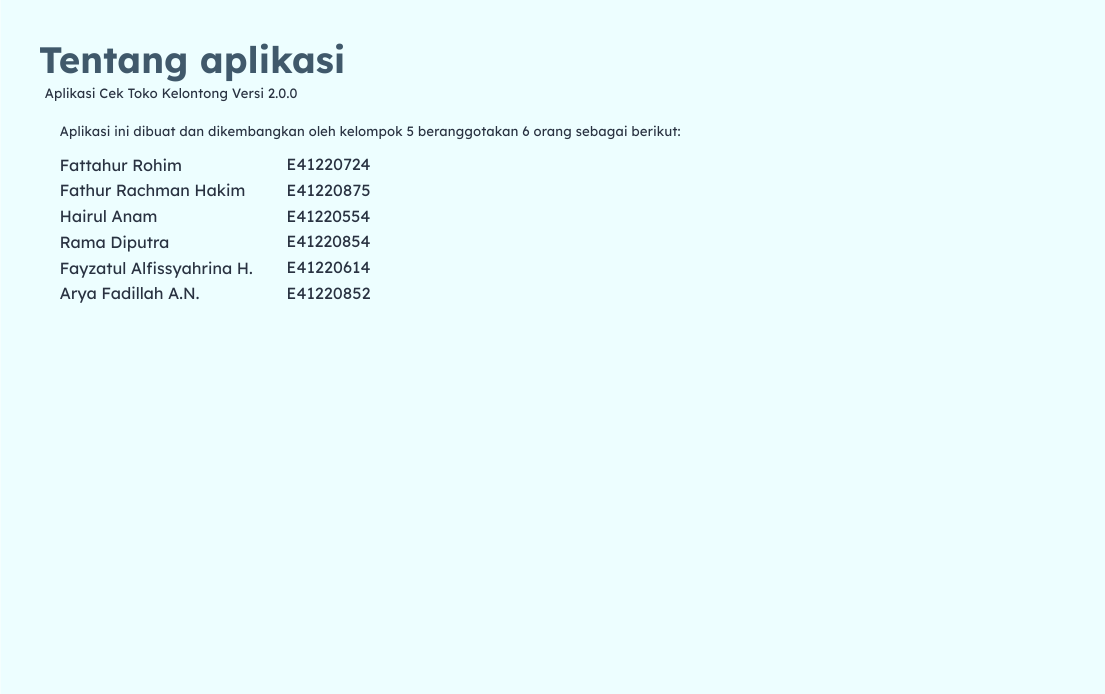 Tentang aplikasi
Aplikasi Cek Toko Kelontong Versi 2.0.0
Aplikasi ini dibuat dan dikembangkan oleh kelompok 5 beranggotakan 6 orang sebagai berikut:
Fattahur Rohim E41220724
Fathur Rachman Hakim E41220875
Hairul Anam E41220554
Rama Diputra E41220854
Fayzatul Alfissyahrina H. E41220614
Arya Fadillah A.N. E41220852